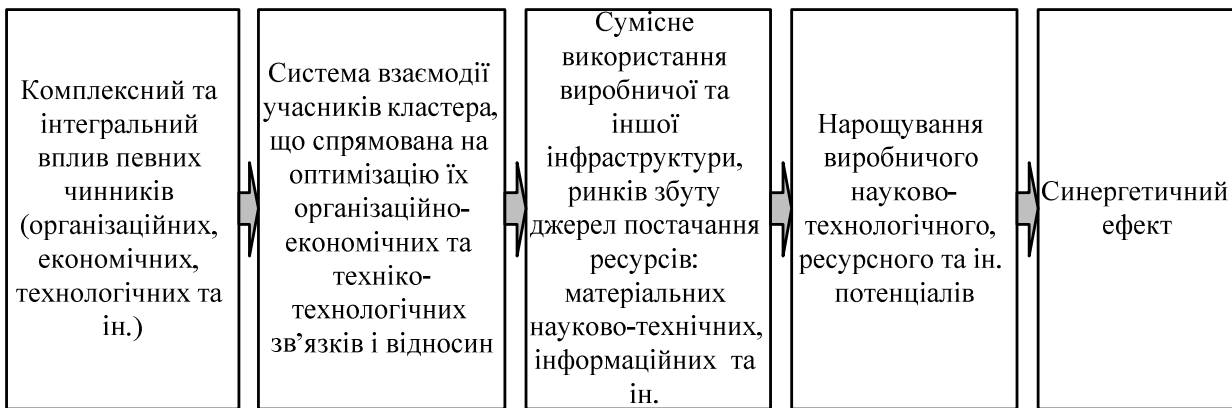 Комплексний та
інтегральний
вплив певних
чинників
(організаційних,
економічних,
технологічних та
ін.)
Система взаємодії
учасників кластера,
що спрямована на
оптимізацію їх
організаційно-
економічних та
техніко-
технологічних
зв’язків і відносин
Сумісне
використання
виробничої та
іншої
інфраструктури,
ринків збуту
джерел постачання
ресурсів:
матеріальних
науково-технічних,
інформаційних та
ін.
Нарощування
виробничого
науково-
технологічного,
ресурсного та ін.
потенціалів
Синергетичний
ефект